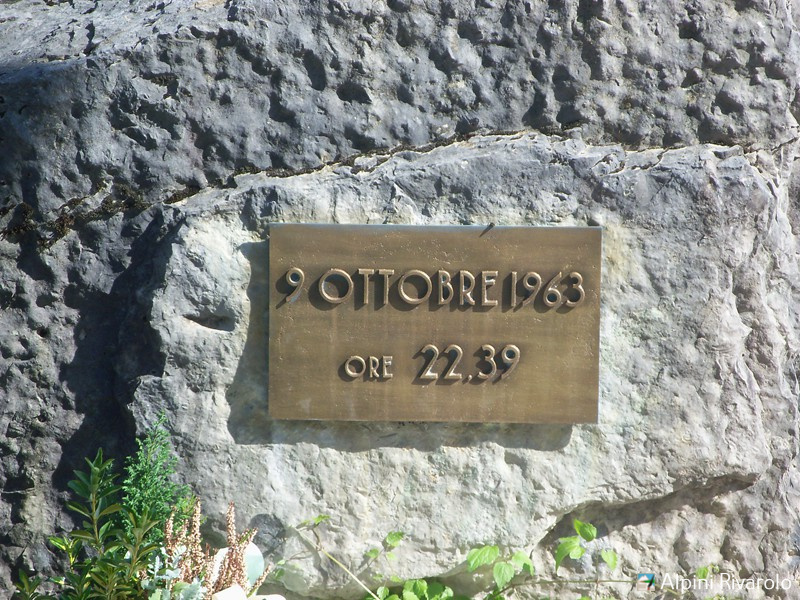 9 OTTOBRE 1963
ORE 22.39
Alpini Rivarolo